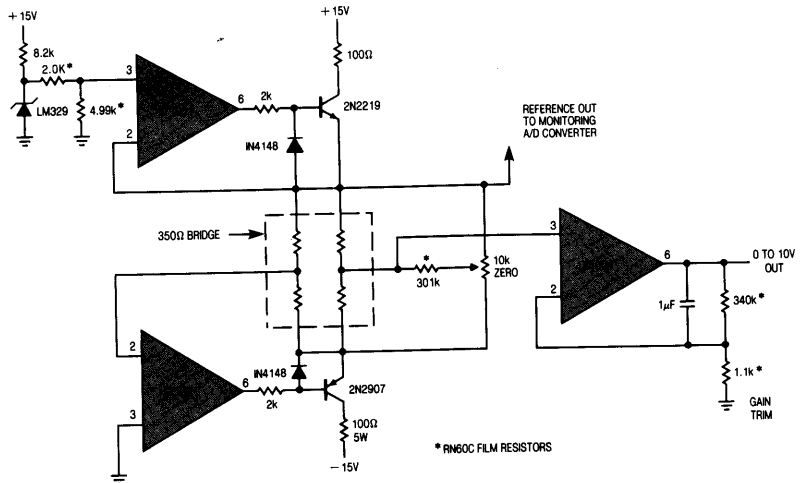 +15V
+15V
8.2k
100Ω
2.0K*
3
6
2k
2N2219
LM329
4.99k*
2
IN4148
REFERENCE OUT
TO MONITORING
A/D CONVERTER
350Ω BRIDGE
*
301k
10k
ZERO
3
6
0 TO 10V
OUT
2
1µF
340k*
2
6
IN4148
2N2907
2k
3
1.1k*
100Ω
5W
GAIN
TRIM
* RN60C FILM RESISTORS
−15V